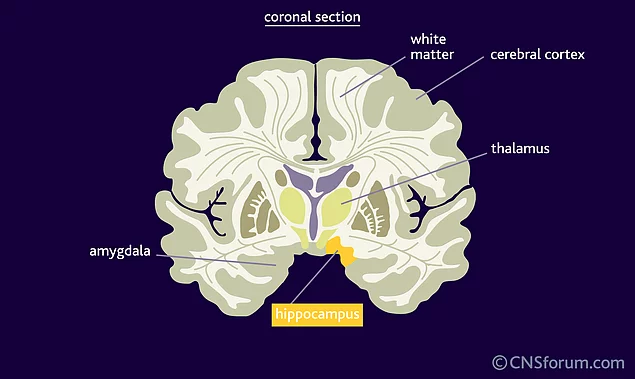 coronal section
white
matter
cerebral cortex
thalamus
amygdala
hippocampus
©CNSforum.com